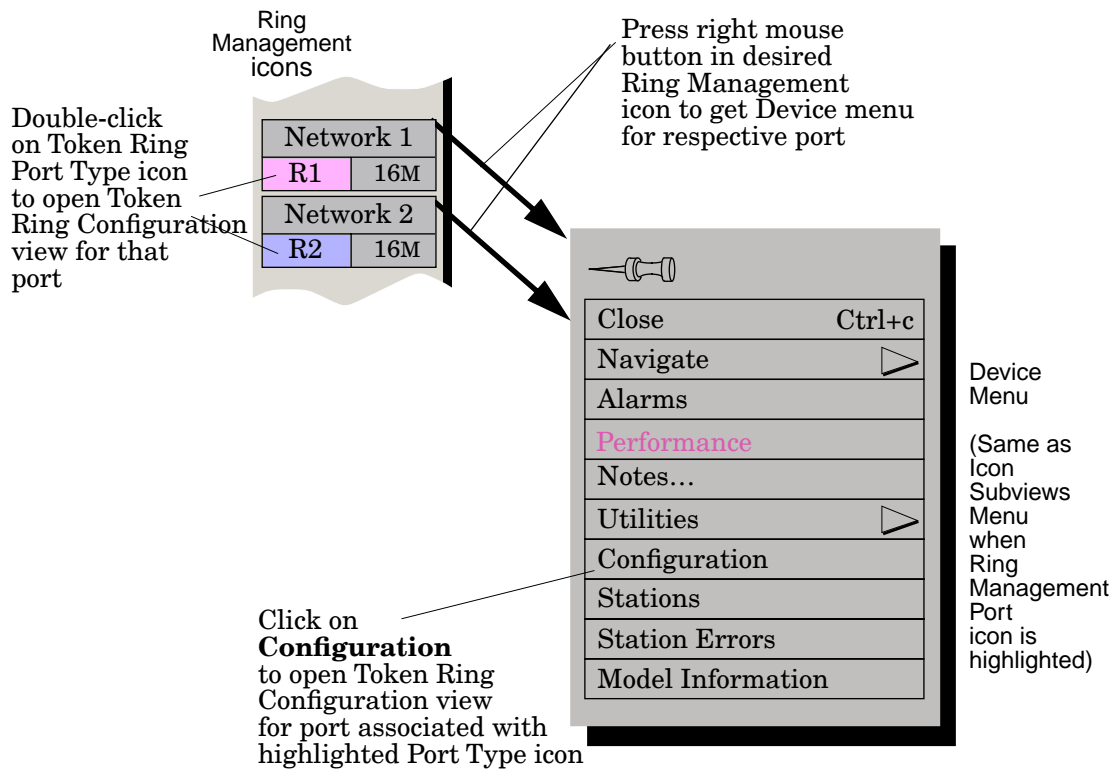 Ring
Management
icons
Press right mouse
button in desired
Ring Management
icon to get Device menu
for respective port
Double-click
on Token Ring
Port Type icon
to open Token
Ring Configuration
view for that
port
Network 1
R1 16M
Network 2
R2 16M
Close Ctrl+c
Navigate
Alarms
Performance
Notes…
Utilities
Configuration
Stations
Station Errors
Model Information
Device
Menu
(Same as
Icon
Subviews
Menu
when
Ring
Management
Port
icon is
highlighted)
Click on
Configuration
to open Token Ring
Configuration view
for port associated with
highlighted Port Type icon